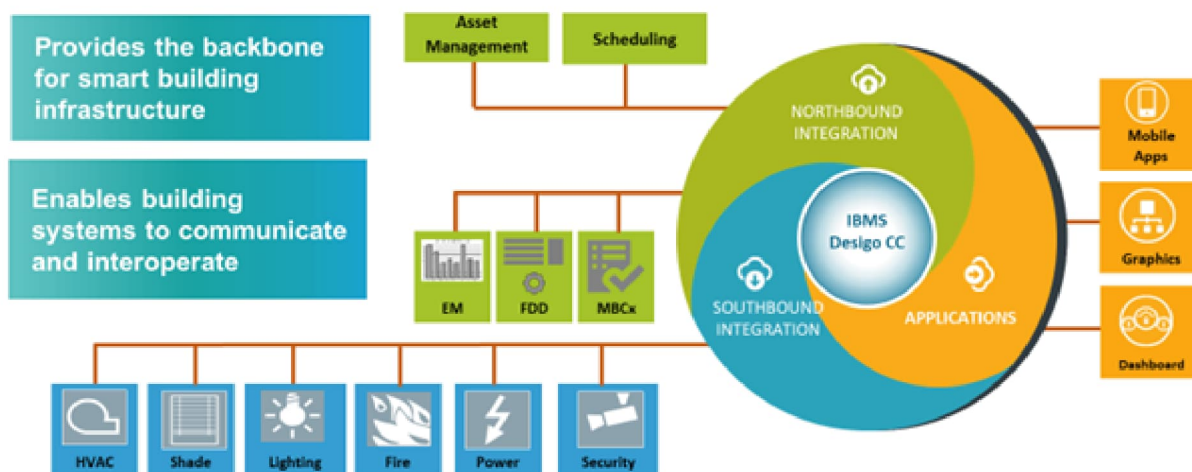 Provides the backbone
for smart building
infrastructure
Enables building
systems to communicate
and interoperate
Asset
Management
Scheduling
NORTHBOUND
INTEGRATION
IBMS
Desigo CC
SOUTHBOUND
INTEGRATION
APPLICATIONS
Mobile
Apps
Graphics
Dashboard
EM
FDD
MBCx
HVAC
Shade
Lighting
Fire
Power
Security